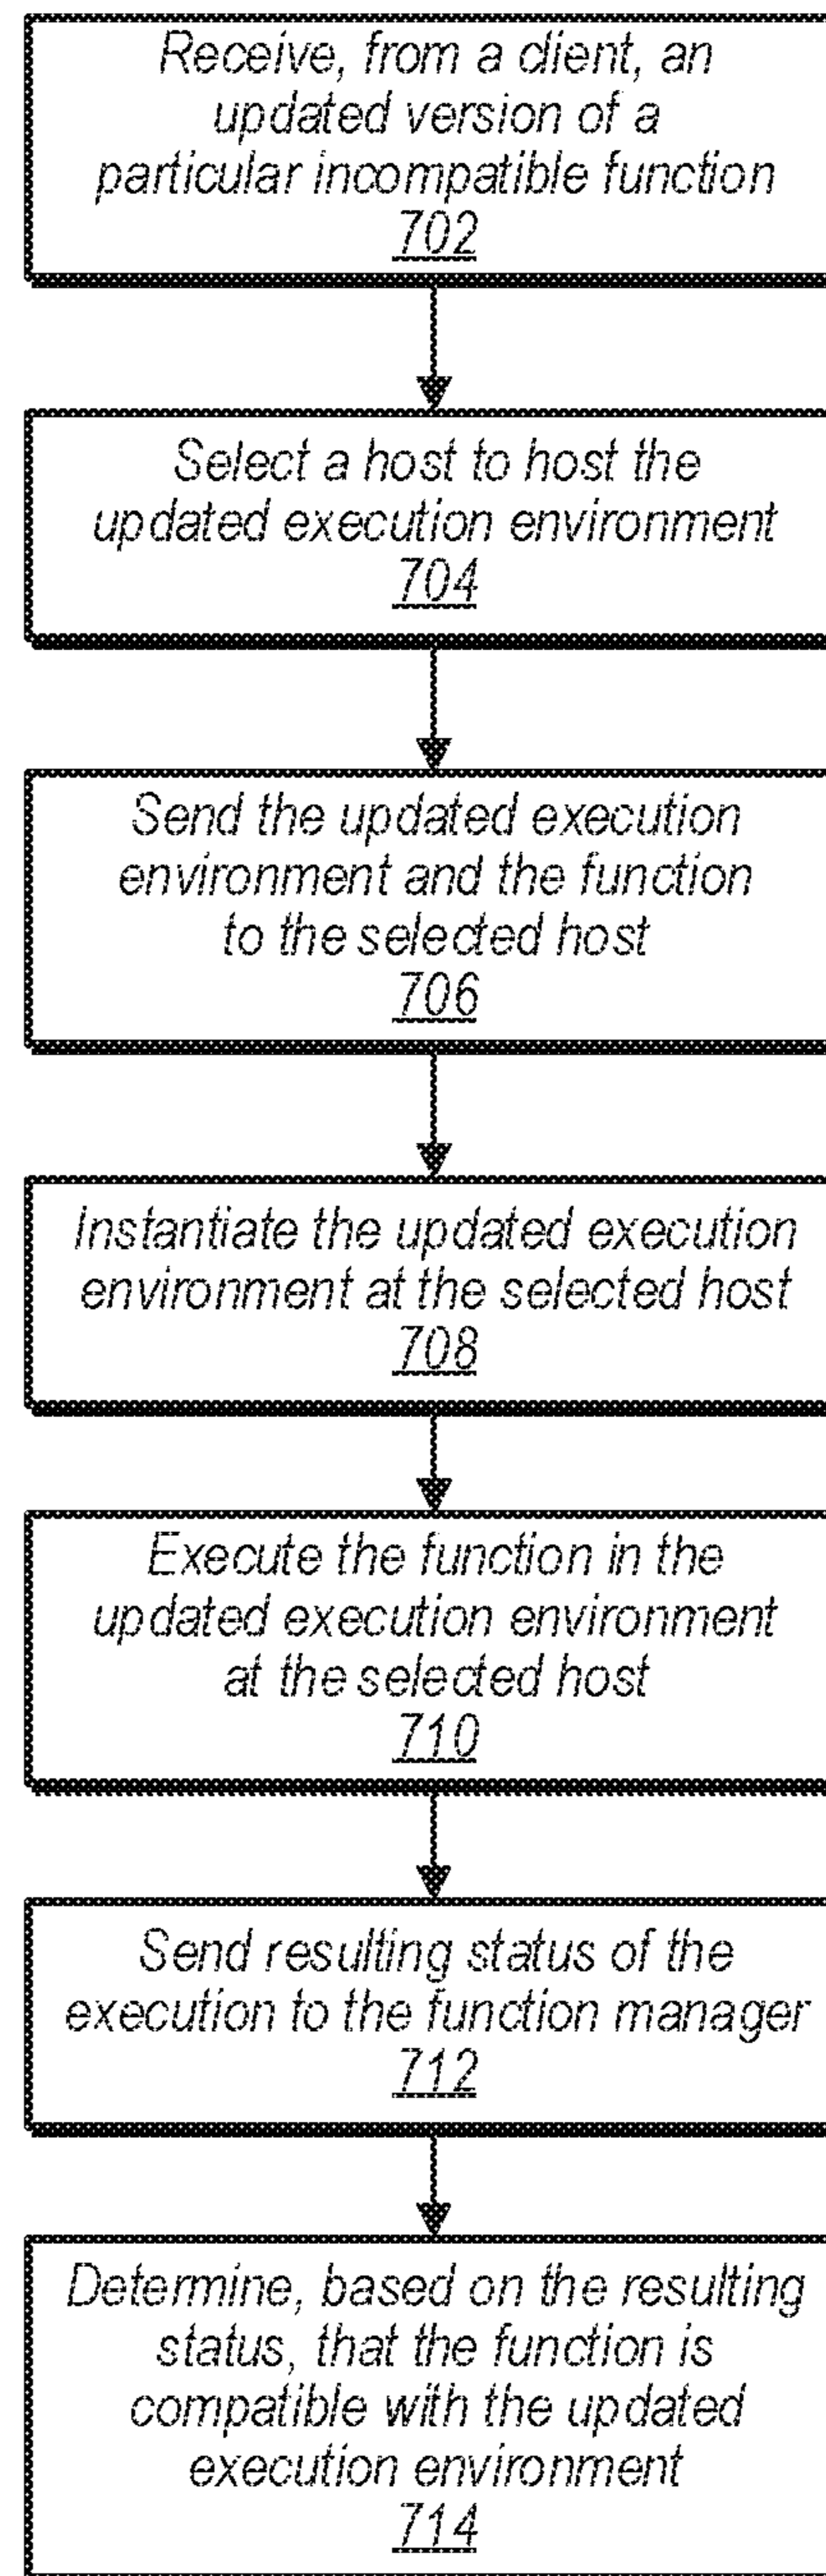 Receive, from a client, an
updated version of a
particular incompatible function
702
Select a host to host the
updated execution environment
704
Send the updated execution
environment and the function
to the selected host
706
Instantiate the updated execution
environment at the selected host
708
Execute the function in the
updated execution environment
at the selected host
710
Send resulting status of the
execution to the function manager
712
Determine, based on the resulting
status, that the function is
compatible with the updated
execution environment
714